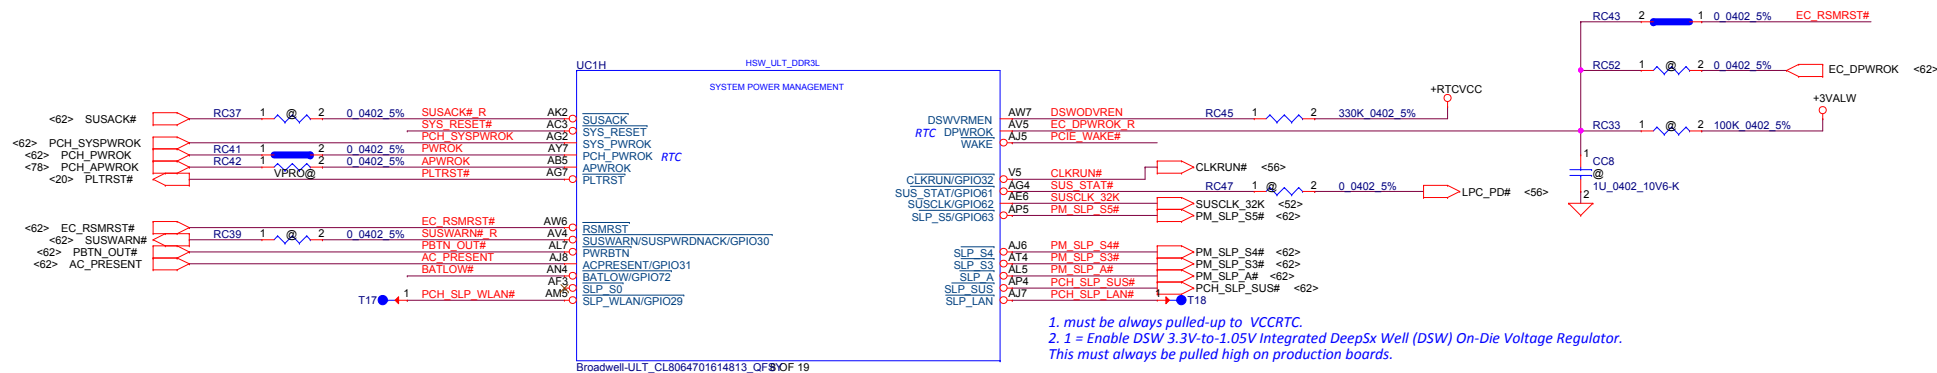 RC43 2 1 0_0402_5% EC_RSMRST#
UC1H HSW_ULT_DDR3L
RC52 1 @ 2 0_0402_5% EC_DPWROK <62>
SYSTEM POWER MANAGEMENT
+RTCVCC
+3VALW
<62> SUSACK# RC37 1 @ 2 0_0402_5% SUSACK#_R AK2 SUSACK
DSWVRMEN AW7 DSWODVREN RC45 1 2 330K_0402_5%
SYS_RESET# AC3 SYS_RESET
RTC DPWROK AV5 EC_DPWROK_R
RC33 1 @ 2 100K_0402_5%
<62> PCH_SYSPWROK PCH_SYSPWROK AG2 SYS_PWROK
WAKE AJ5 PCIE_WAKE#
<62> PCH_PWROK RC41 1 2 0_0402_5% PWROK AY7 PCH_PWROK RTC
<78> PCH_APWROK RC42 1 2 0_0402_5% APWROK AB5 APWROK
VPRO@
<20> PLTRST# PLTRST# AG7 PLTRST
1
CC8
@
1U_0402_10V6-K
2
CLKRUN/GPIO32 V5 CLKRUN# CLKRUN# <56>
SUS_STAT/GPIO61 AG4 SUS_STAT# RC47 1 @ 2 0_0402_5% LPC_PD# <56>
SUSCLK/GPIO62 AE6 SUSCLK_32K SUSCLK_32K <52>
SLP_S5/GPIO63 AP5 PM_SLP_S5# PM_SLP_S5# <62>
<62> EC_RSMRST# EC_RSMRST# AW6 RSMRST
<62> SUSWARN# RC39 1 @ 2 0_0402_5% SUSWARN#_R AV4 SUSWARN/SUSPWRDNACK/GPIO30
<62> PBTN_OUT# PBTN_OUT# AL7 PWRBTN
SLP_S4 AJ6 PM_SLP_S4# PM_SLP_S4# <62>
<62> AC_PRESENT AC_PRESENT AJ8 ACPRESENT/GPIO31
SLP_S3 AT4 PM_SLP_S3# PM_SLP_S3# <62>
BATLOW# AN4 BATLOW/GPIO72
SLP_A AL5 PM_SLP_A# PM_SLP_A# <62>
AF3 SLP_S0
SLP_SUS AP4 PCH_SLP_SUS# PCH_SLP_SUS# <62>
T17 1 PCH_SLP_WLAN# AM5 SLP_WLAN/GPIO29
SLP_LAN AJ7 PCH_SLP_LAN# 1 T18
1. must be always pulled-up to VCCRTC.
2. 1 = Enable DSW 3.3V-to-1.05V Integrated DeepSx Well (DSW) On-Die Voltage Regulator.
This must always be pulled high on production boards.
Broadwell-ULT_CL8064701614813_QF8 OF 19